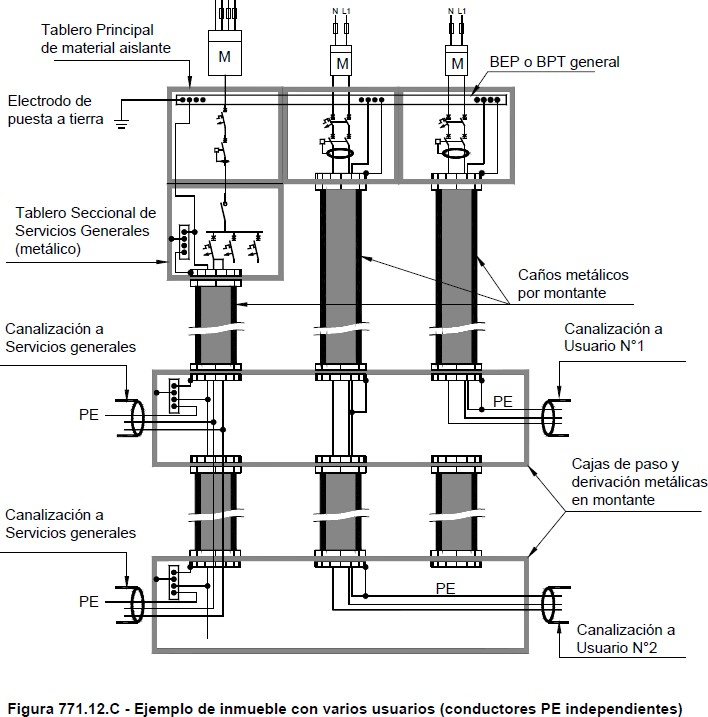 Tablero Principal
de material aislante
N L1
N L1
M
M
M
BEP o BPT general
Electrodo de
puesta a tierra
Tablero Seccional de
Servicios Generales
(metálico)
Caños metálicos
por montante
Canalización a
Servicios generales
Canalización a
Usuario N°1
PE
PE
Cajas de paso y
derivación metálicas
en montante
Canalización a
Servicios generales
PE
PE
Canalización a
Usuario N°2
Figura 771.12.C - Ejemplo de inmueble con varios usuarios (conductores PE independientes)